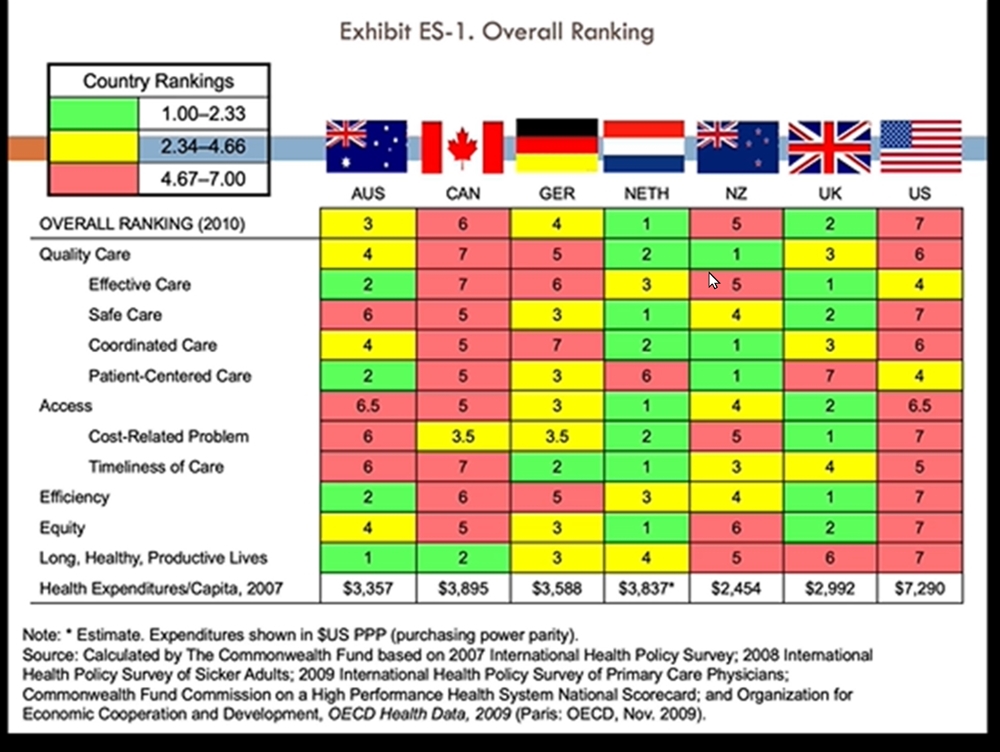 Exhibit ES-1. Overall Ranking
Country Rankings
1.00–2.33
2.34–4.66
4.67–7.00
AUS CAN GER NETH NZ UK US
OVERALL RANKING (2010) 3 6 4 1 5 2 7
Quality Care 4 7 5 2 1 3 6
Effective Care 2 7 6 3 5 1 4
Safe Care 6 5 3 1 4 2 7
Coordinated Care 4 5 7 2 1 3 6
Patient-Centered Care 2 5 3 6 1 7 4
Access 6.5 5 3 1 4 2 6.5
Cost-Related Problem 6 3.5 3.5 2 5 1 7
Timeliness of Care 6 7 2 1 3 4 5
Efficiency 2 6 5 3 4 1 7
Equity 4 5 3 1 6 2 7
Long, Healthy, Productive Lives 1 2 3 4 5 6 7
Health Expenditures/Capita, 2007 $3,357 $3,895 $3,588 $3,837* $2,454 $2,992 $7,290
Note: * Estimate. Expenditures shown in $US PPP (purchasing power parity).
Source: Calculated by The Commonwealth Fund based on 2007 International Health Policy Survey; 2008 International
Health Policy Survey of Sicker Adults; 2009 International Health Policy Survey of Primary Care Physicians;
Commonwealth Fund Commission on a High Performance Health System National Scorecard; and Organization for
Economic Cooperation and Development, OECD Health Data, 2009 (Paris: OECD, Nov. 2009).